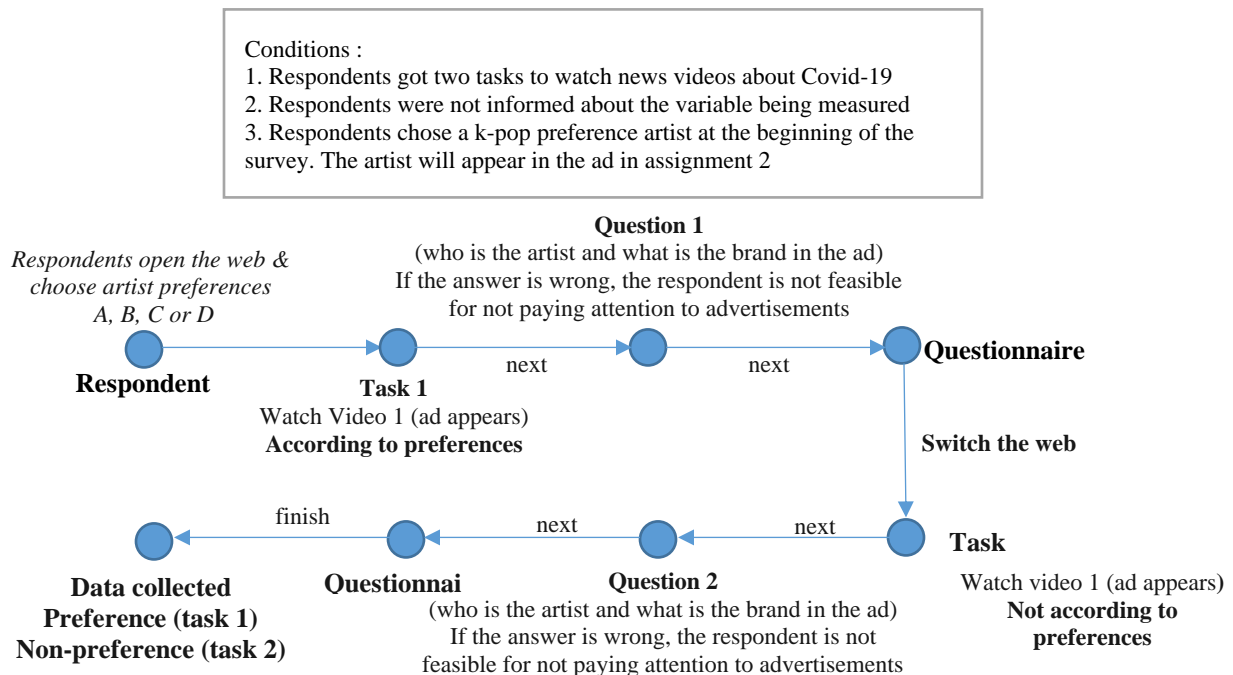 Conditions :
1. Respondents got two tasks to watch news videos about Covid-19
2. Respondents were not informed about the variable being measured
3. Respondents chose a k-pop preference artist at the beginning of the
survey. The artist will appear in the ad in assignment 2
Respondents open the web &
choose artist preferences
A, B, C or D
Respondent
Task 1
Watch Video 1 (ad appears)
According to preferences
next
Question 1
(who is the artist and what is the brand in the ad)
If the answer is wrong, the respondent is not feasible
for not paying attention to advertisements
next
Questionnaire
Switch the web
Task
Watch video 1 (ad appears)
Not according to
preferences
next
Question 2
(who is the artist and what is the brand in the ad)
If the answer is wrong, the respondent is not
feasible for not paying attention to advertisements
next
Questionnai
finish
Data collected
Preference (task 1)
Non-preference (task 2)